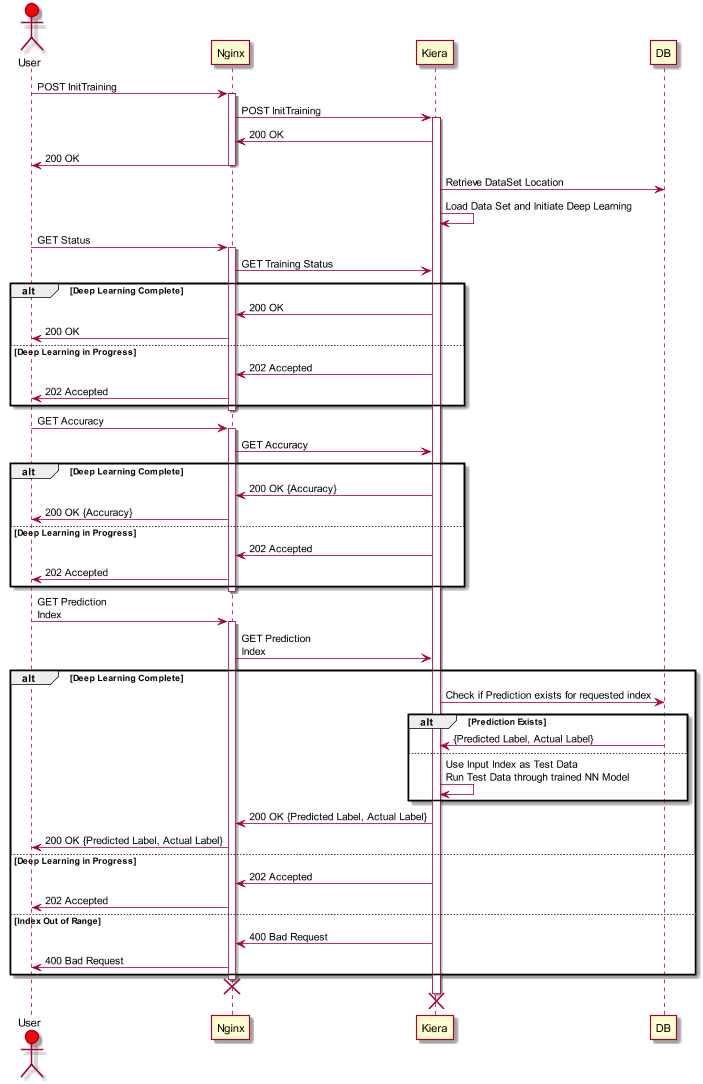 User
Nginx
Kiera
DB
POST InitTraining
POST InitTraining
200 OK
200 OK
Retrieve DataSet Location
Load Data Set and Initiate Deep Learning
GET Status
GET Training Status
alt
[Deep Learning Complete]
200 OK
200 OK
[Deep Learning in Progress]
202 Accepted
202 Accepted
GET Accuracy
GET Accuracy
alt
[Deep Learning Complete]
200 OK {Accuracy}
200 OK {Accuracy}
[Deep Learning in Progress]
202 Accepted
202 Accepted
GET Prediction
Index
GET Prediction
Index
alt
[Deep Learning Complete]
Check if Prediction exists for requested index
alt
[Prediction Exists]
{Predicted Label, Actual Label}
Use Input Index as Test Data
Run Test Data through trained NN Model
200 OK {Predicted Label, Actual Label}
200 OK {Predicted Label, Actual Label}
[Deep Learning in Progress]
202 Accepted
202 Accepted
[Index Out of Range]
400 Bad Request
400 Bad Request
User
Nginx
Kiera
DB